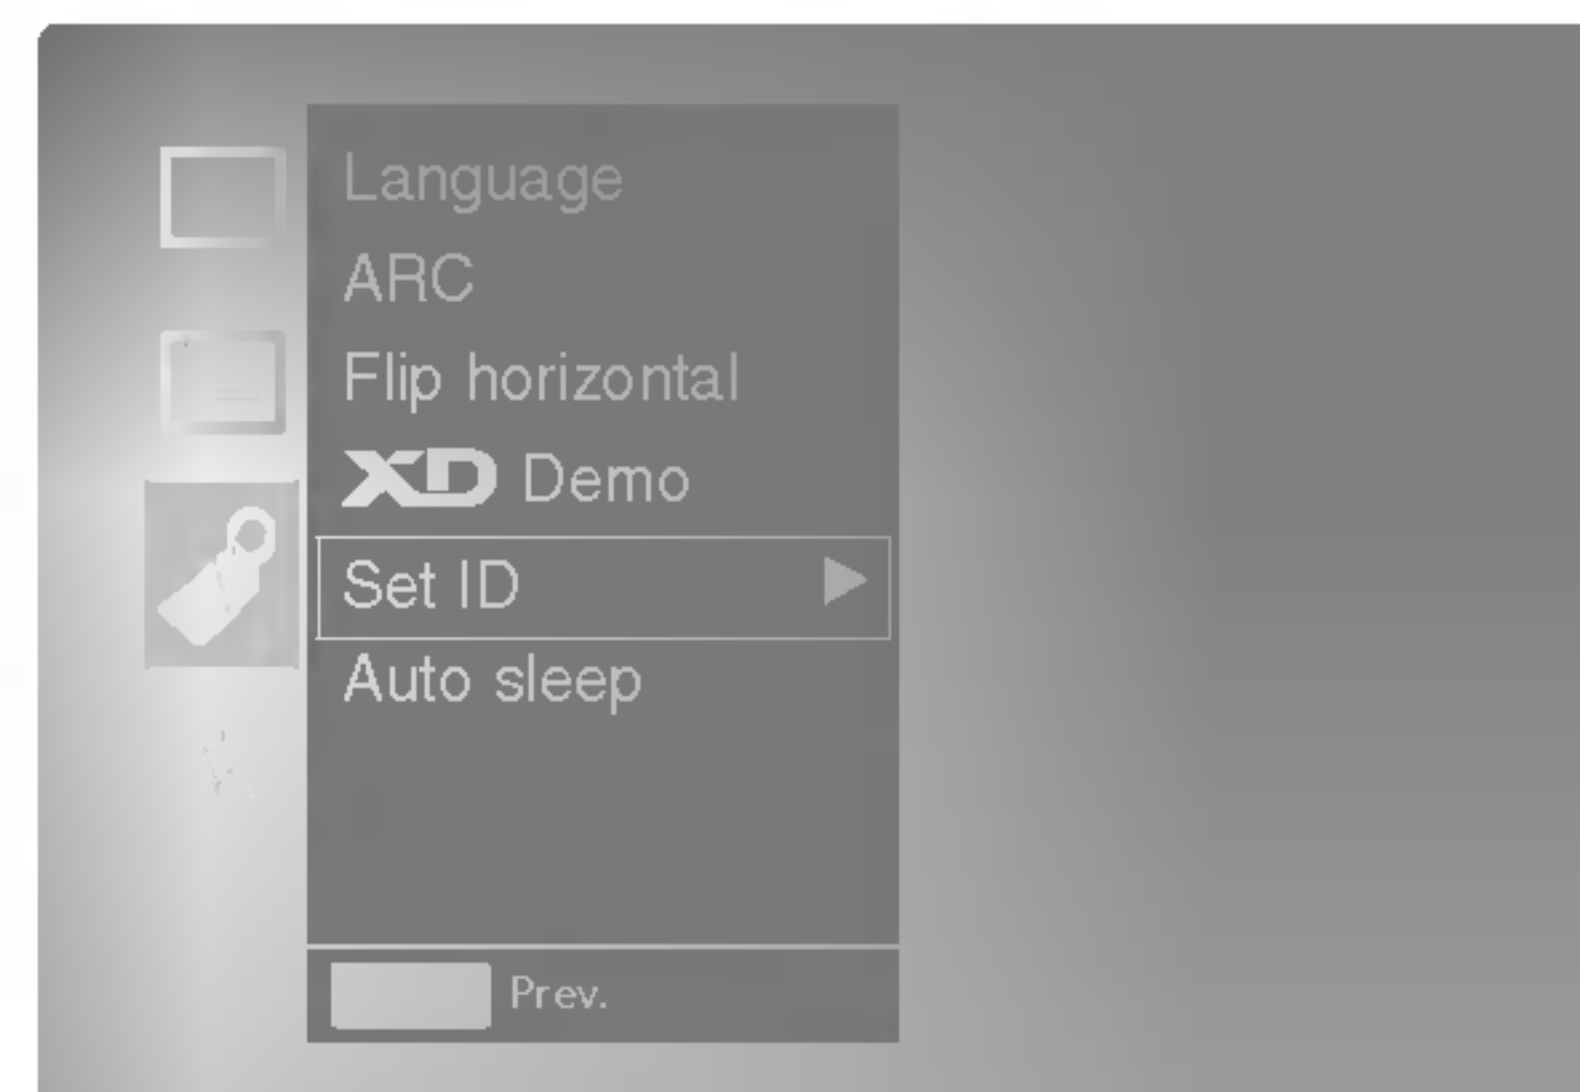 Language
ARC
Flip horizontal
XD Demo
Set ID
Auto sleep
Prev.